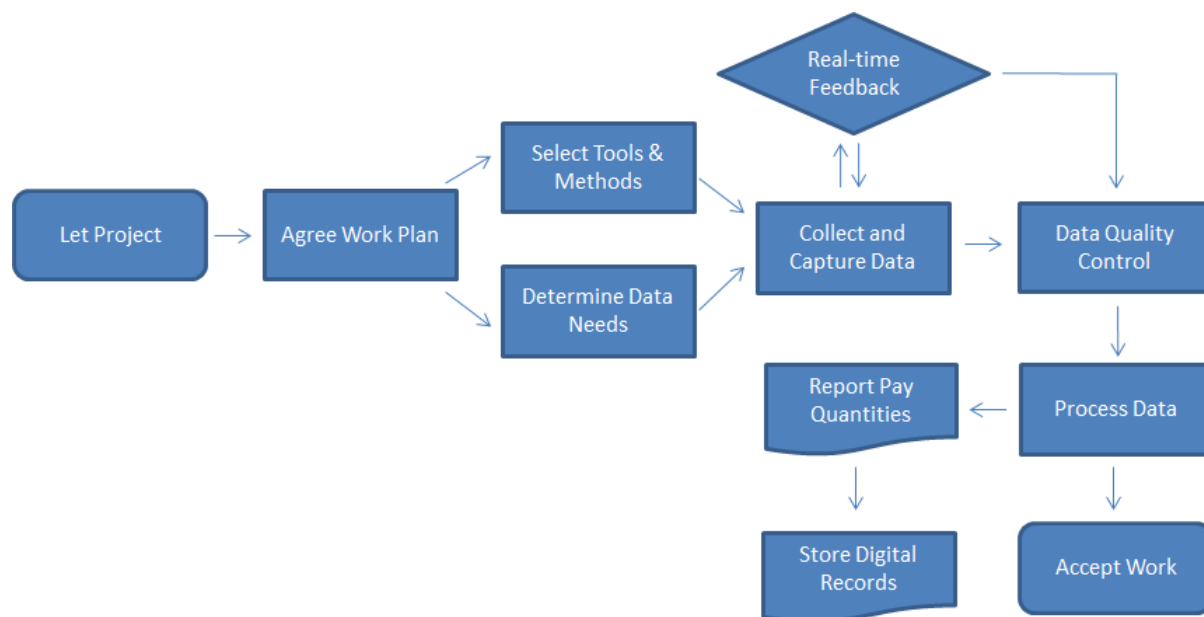 Real-time
Feedback
Select Tools &
Methods
Let Project
Agree Work Plan
Collect and
Capture Data
Data Quality
Control
Determine Data
Needs
Report Pay
Quantities
Process Data
Store Digital
Records
Accept Work